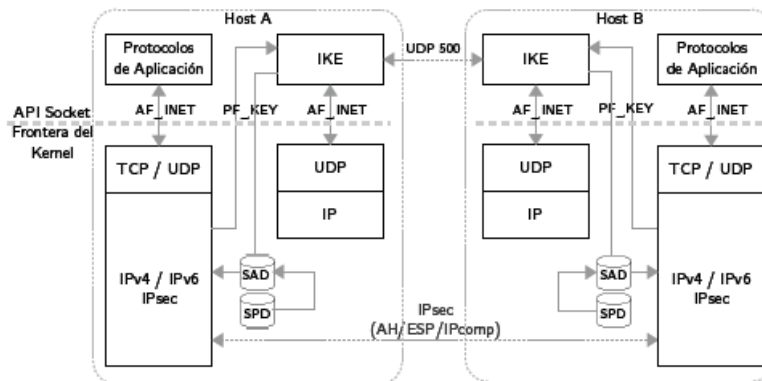 Host A
Host B
Protocolos
de Aplicación
IKE
UDP 500
IKE
Protocolos
de Aplicación
API Socket
AF_INET
PF_KEY
AF_INET
AF_INET
PF_KEY
AF_INET
Frontera del
Kernel
TCP / UDP
UDP
UDP
TCP / UDP
IP
IP
IPv4 / IPv6
IPsec
SAD
SAD
IPv4 / IPv6
IPsec
SPD
SPD
IPsec
(AH/ESP/IPcomp)